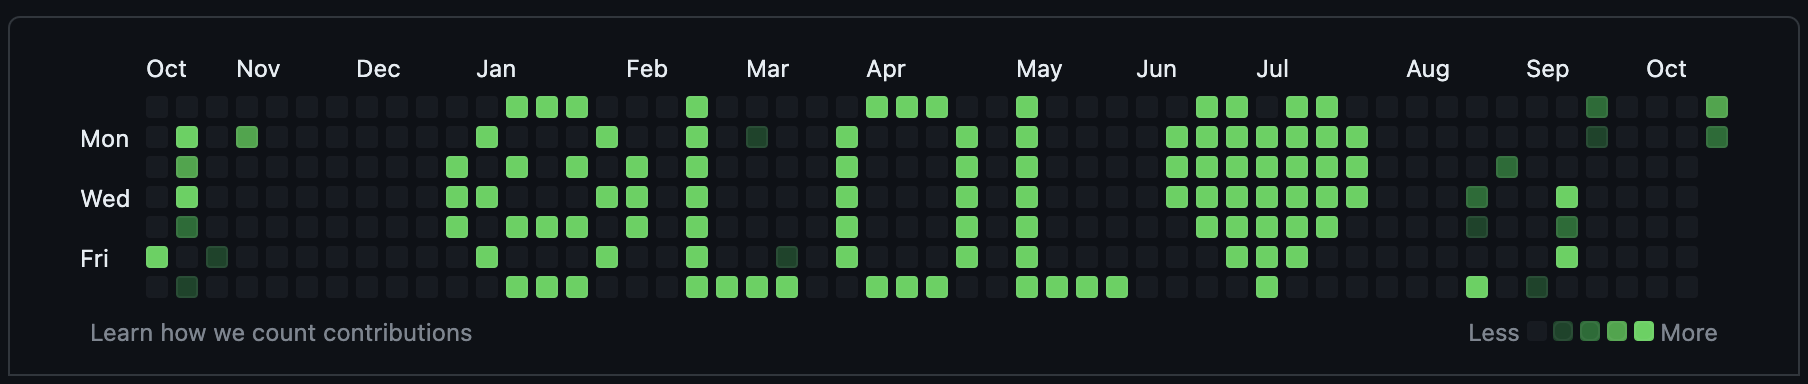 Oct Nov Dec Jan Feb Mar Apr May Jun Jul Aug Sep Oct
Mon
Wed
Fri
LOL
Learn how we count contributions
Less More